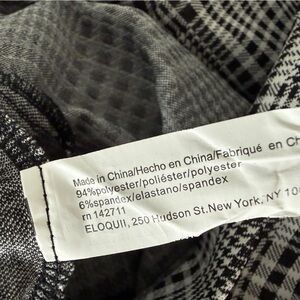 Made in China/Hecho en China/Fabriqué en Ch
94%polyester/poliéster/polyester
6%spandex/elastano/spandex
rn 142711
ELOQUII, 250 Hudson St.New York, NY 10